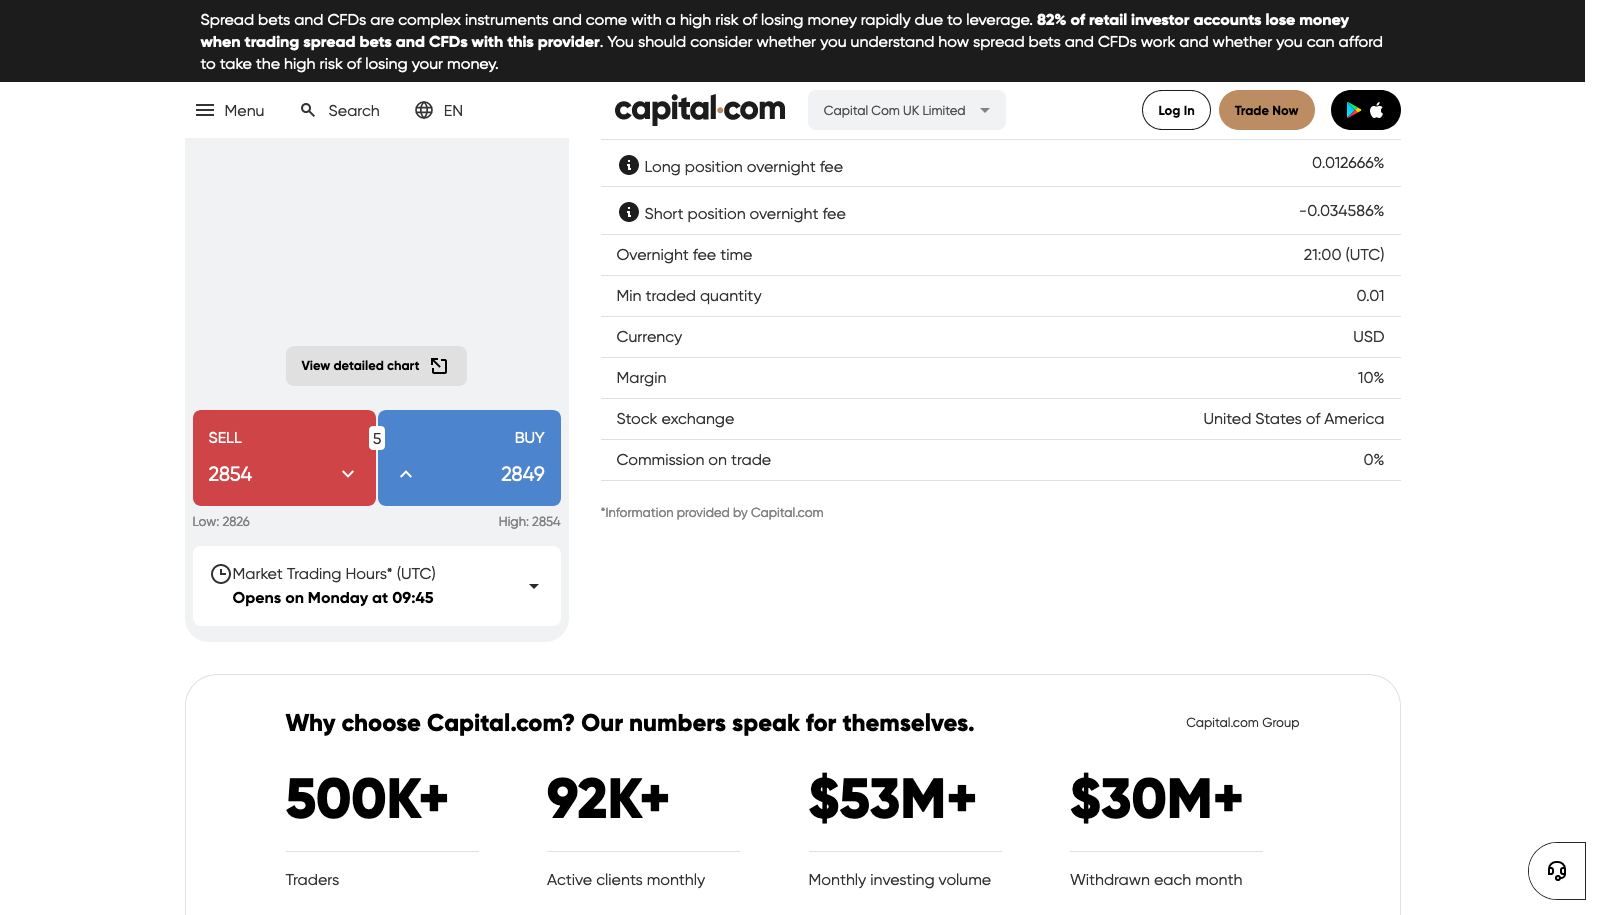 Spread bets and CFDs are complex instruments and come with a high risk of losing money rapidly due to leverage. 82% of retail investor accounts lose money
when trading spread bets and CFDs with this provider. You should consider whether you understand how spread bets and CFDs work and whether you can afford
to take the high risk of losing your money.
Menu
Search
EN
capital.com
Capital Com UK Limited
Log In
Trade Now
Long position overnight fee 0.012666%
Short position overnight fee -0.034586%
Overnight fee time 21:00 (UTC)
Min traded quantity 0.01
Currency USD
Margin 10%
Stock exchange United States of America
Commission on trade 0%
*Information provided by Capital.com
View detailed chart
SELL 5 BUY
2854 2849
Low: 2826 High: 2854
Market Trading Hours* (UTC)
Opens on Monday at 09:45
Why choose Capital.com? Our numbers speak for themselves. Capital.com Group
500K+ 92K+ $53M+ $30M+
Traders Active clients monthly Monthly investing volume Withdrawn each month